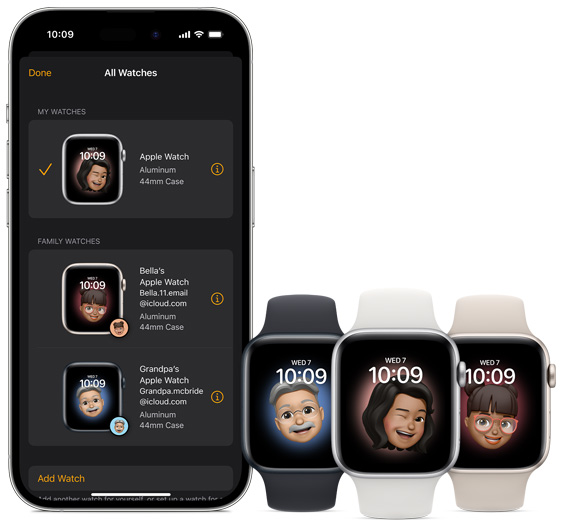 10:09
Done
All Watches
MY WATCHES
WED 7
10:09
Apple Watch
Aluminum
44mm Case
FAMILY WATCHES
WED 7
10:09
Bella's
Apple Watch
Bella.11.email
@icloud.com
Aluminum
44mm Case
WED 7
10:09
Grandpa's
Apple Watch
Grandpa.mcbride
@icloud.com
Aluminum
44mm Case
Add Watch
Add another watch for yourself, or set up a watch for a
WED 7
10:09
WED 7
10:09
WED 7
10:09